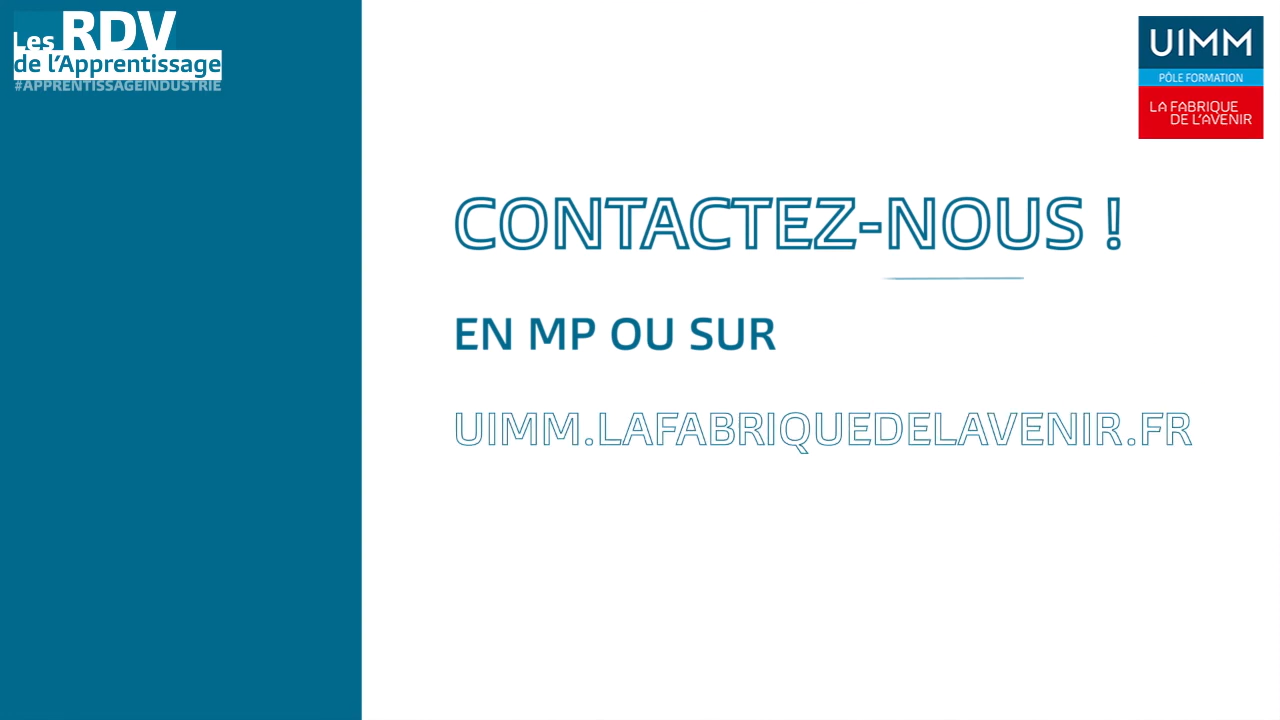 Les RDV
de l'Apprentissage
#APPRENTISSAGEINDUSTRIE
UIMM
PÔLE FORMATION
LA FABRIQUE
DE L'AVENIR
CONTACTEZ-NOUS !
EN MP OU SUR
UIMM.LAFABRIQUEDELAVENIR.FR